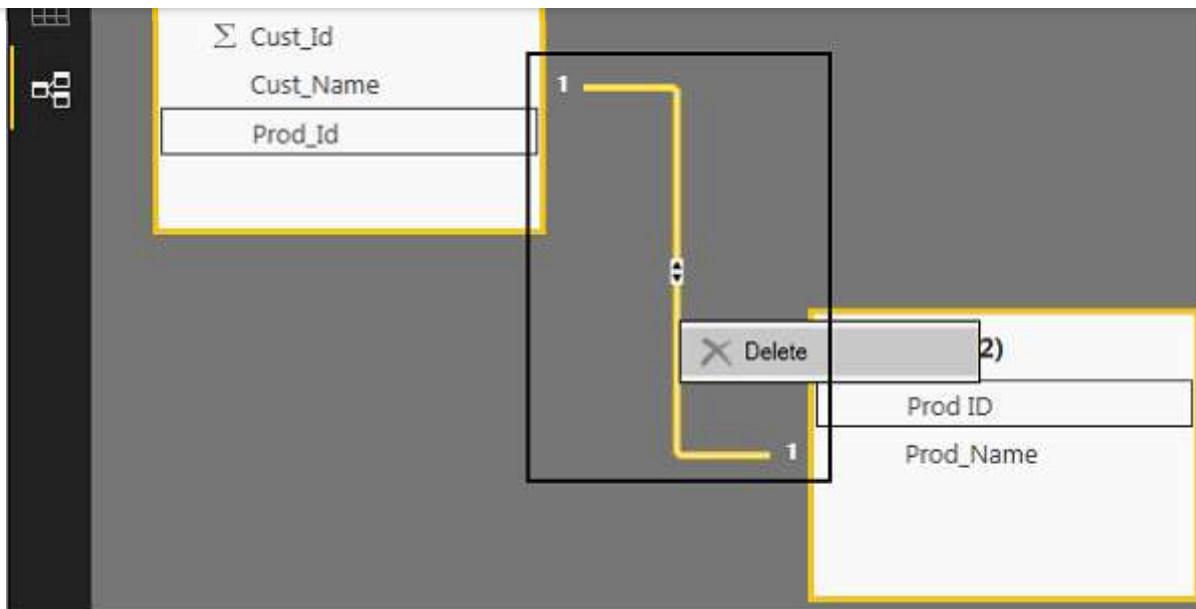 Σ Cust_Id
Cust_Name
Prod_Id
1
Delete
2)
Prod ID
1
Prod_Name